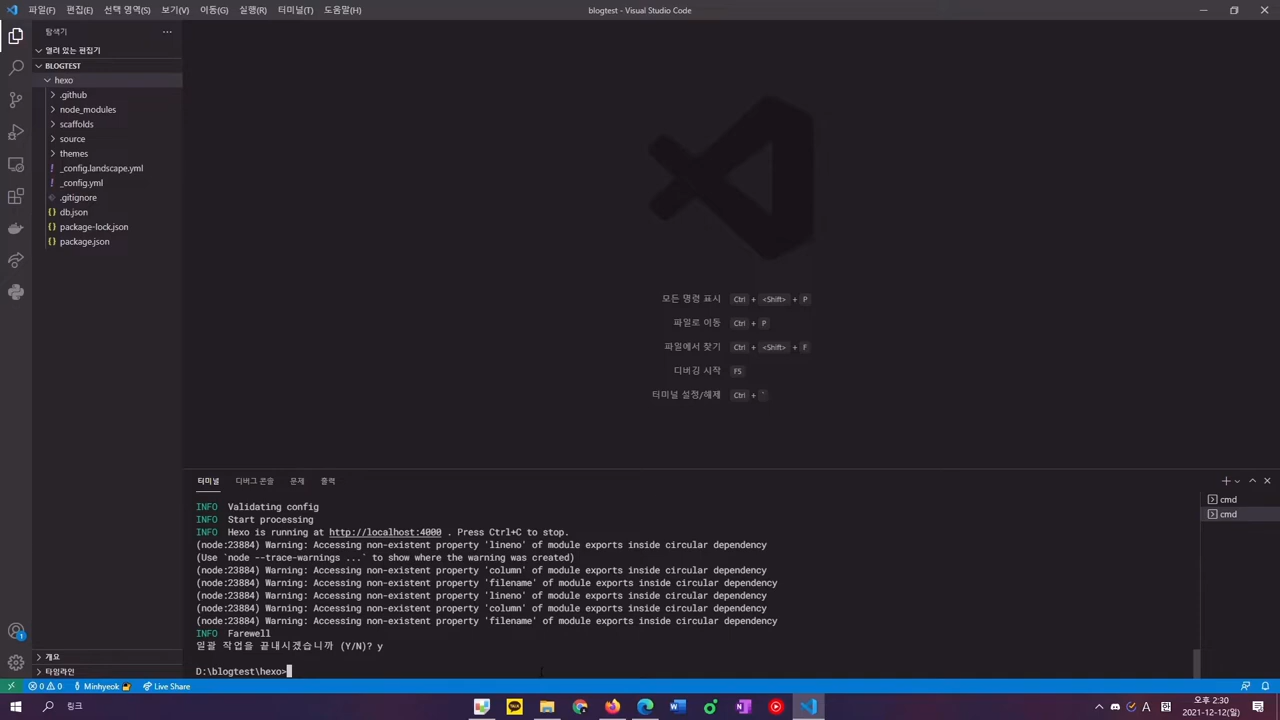 파일(F) 편집(E) 선택 영역(S) 보기(V) 이동(G) 실행(R) 터미널(T) 도움말(H)
blogtest - Visual Studio Code
탐색기
열려 있는 편집기
BLOGTEST
hexo
.github
node_modules
scaffolds
source
themes
_config.landscape.yml
_config.yml
.gitignore
db.json
package-lock.json
package.json
모든 명령 표시 Ctrl + <Shift> + P
파일로 이동 Ctrl + P
파일에서 찾기 Ctrl + <Shift> + F
디버깅 시작 F5
터미널 설정/해제 Ctrl + `
터미널 디버그 콘솔 문제 출력
cmd
cmd
INFO Validating config
INFO Start processing
INFO Hexo is running at http://localhost:4000 . Press Ctrl+C to stop.
(node:23884) Warning: Accessing non-existent property 'lineno' of module exports inside circular dependency
(Use `node --trace-warnings ...` to show where the warning was created)
(node:23884) Warning: Accessing non-existent property 'column' of module exports inside circular dependency
(node:23884) Warning: Accessing non-existent property 'filename' of module exports inside circular dependency
(node:23884) Warning: Accessing non-existent property 'lineno' of module exports inside circular dependency
(node:23884) Warning: Accessing non-existent property 'column' of module exports inside circular dependency
(node:23884) Warning: Accessing non-existent property 'filename' of module exports inside circular dependency
INFO Farewell
일괄 작업을 끝내시겠습니까 (Y/N)? y
D:\blogtest\hexo>
개요
타임라인
0 0 Minhyeok Live Share
링크
오후 2:30
2021-12-12(일)